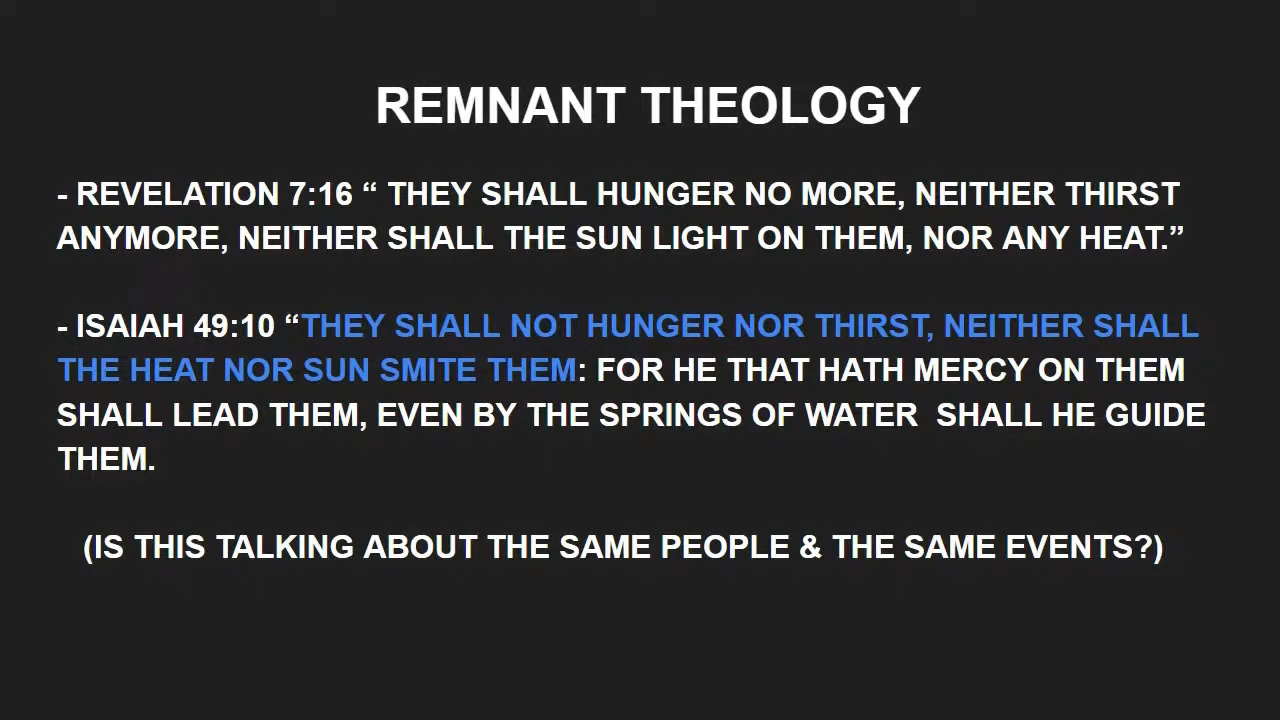 REMNANT THEOLOGY
- REVELATION 7:16 “ THEY SHALL HUNGER NO MORE, NEITHER THIRST
ANYMORE, NEITHER SHALL THE SUN LIGHT ON THEM, NOR ANY HEAT.”
- ISAIAH 49:10 “THEY SHALL NOT HUNGER NOR THIRST, NEITHER SHALL
THE HEAT NOR SUN SMITE THEM: FOR HE THAT HATH MERCY ON THEM
SHALL LEAD THEM, EVEN BY THE SPRINGS OF WATER  SHALL HE GUIDE
THEM.
(IS THIS TALKING ABOUT THE SAME PEOPLE & THE SAME EVENTS?)